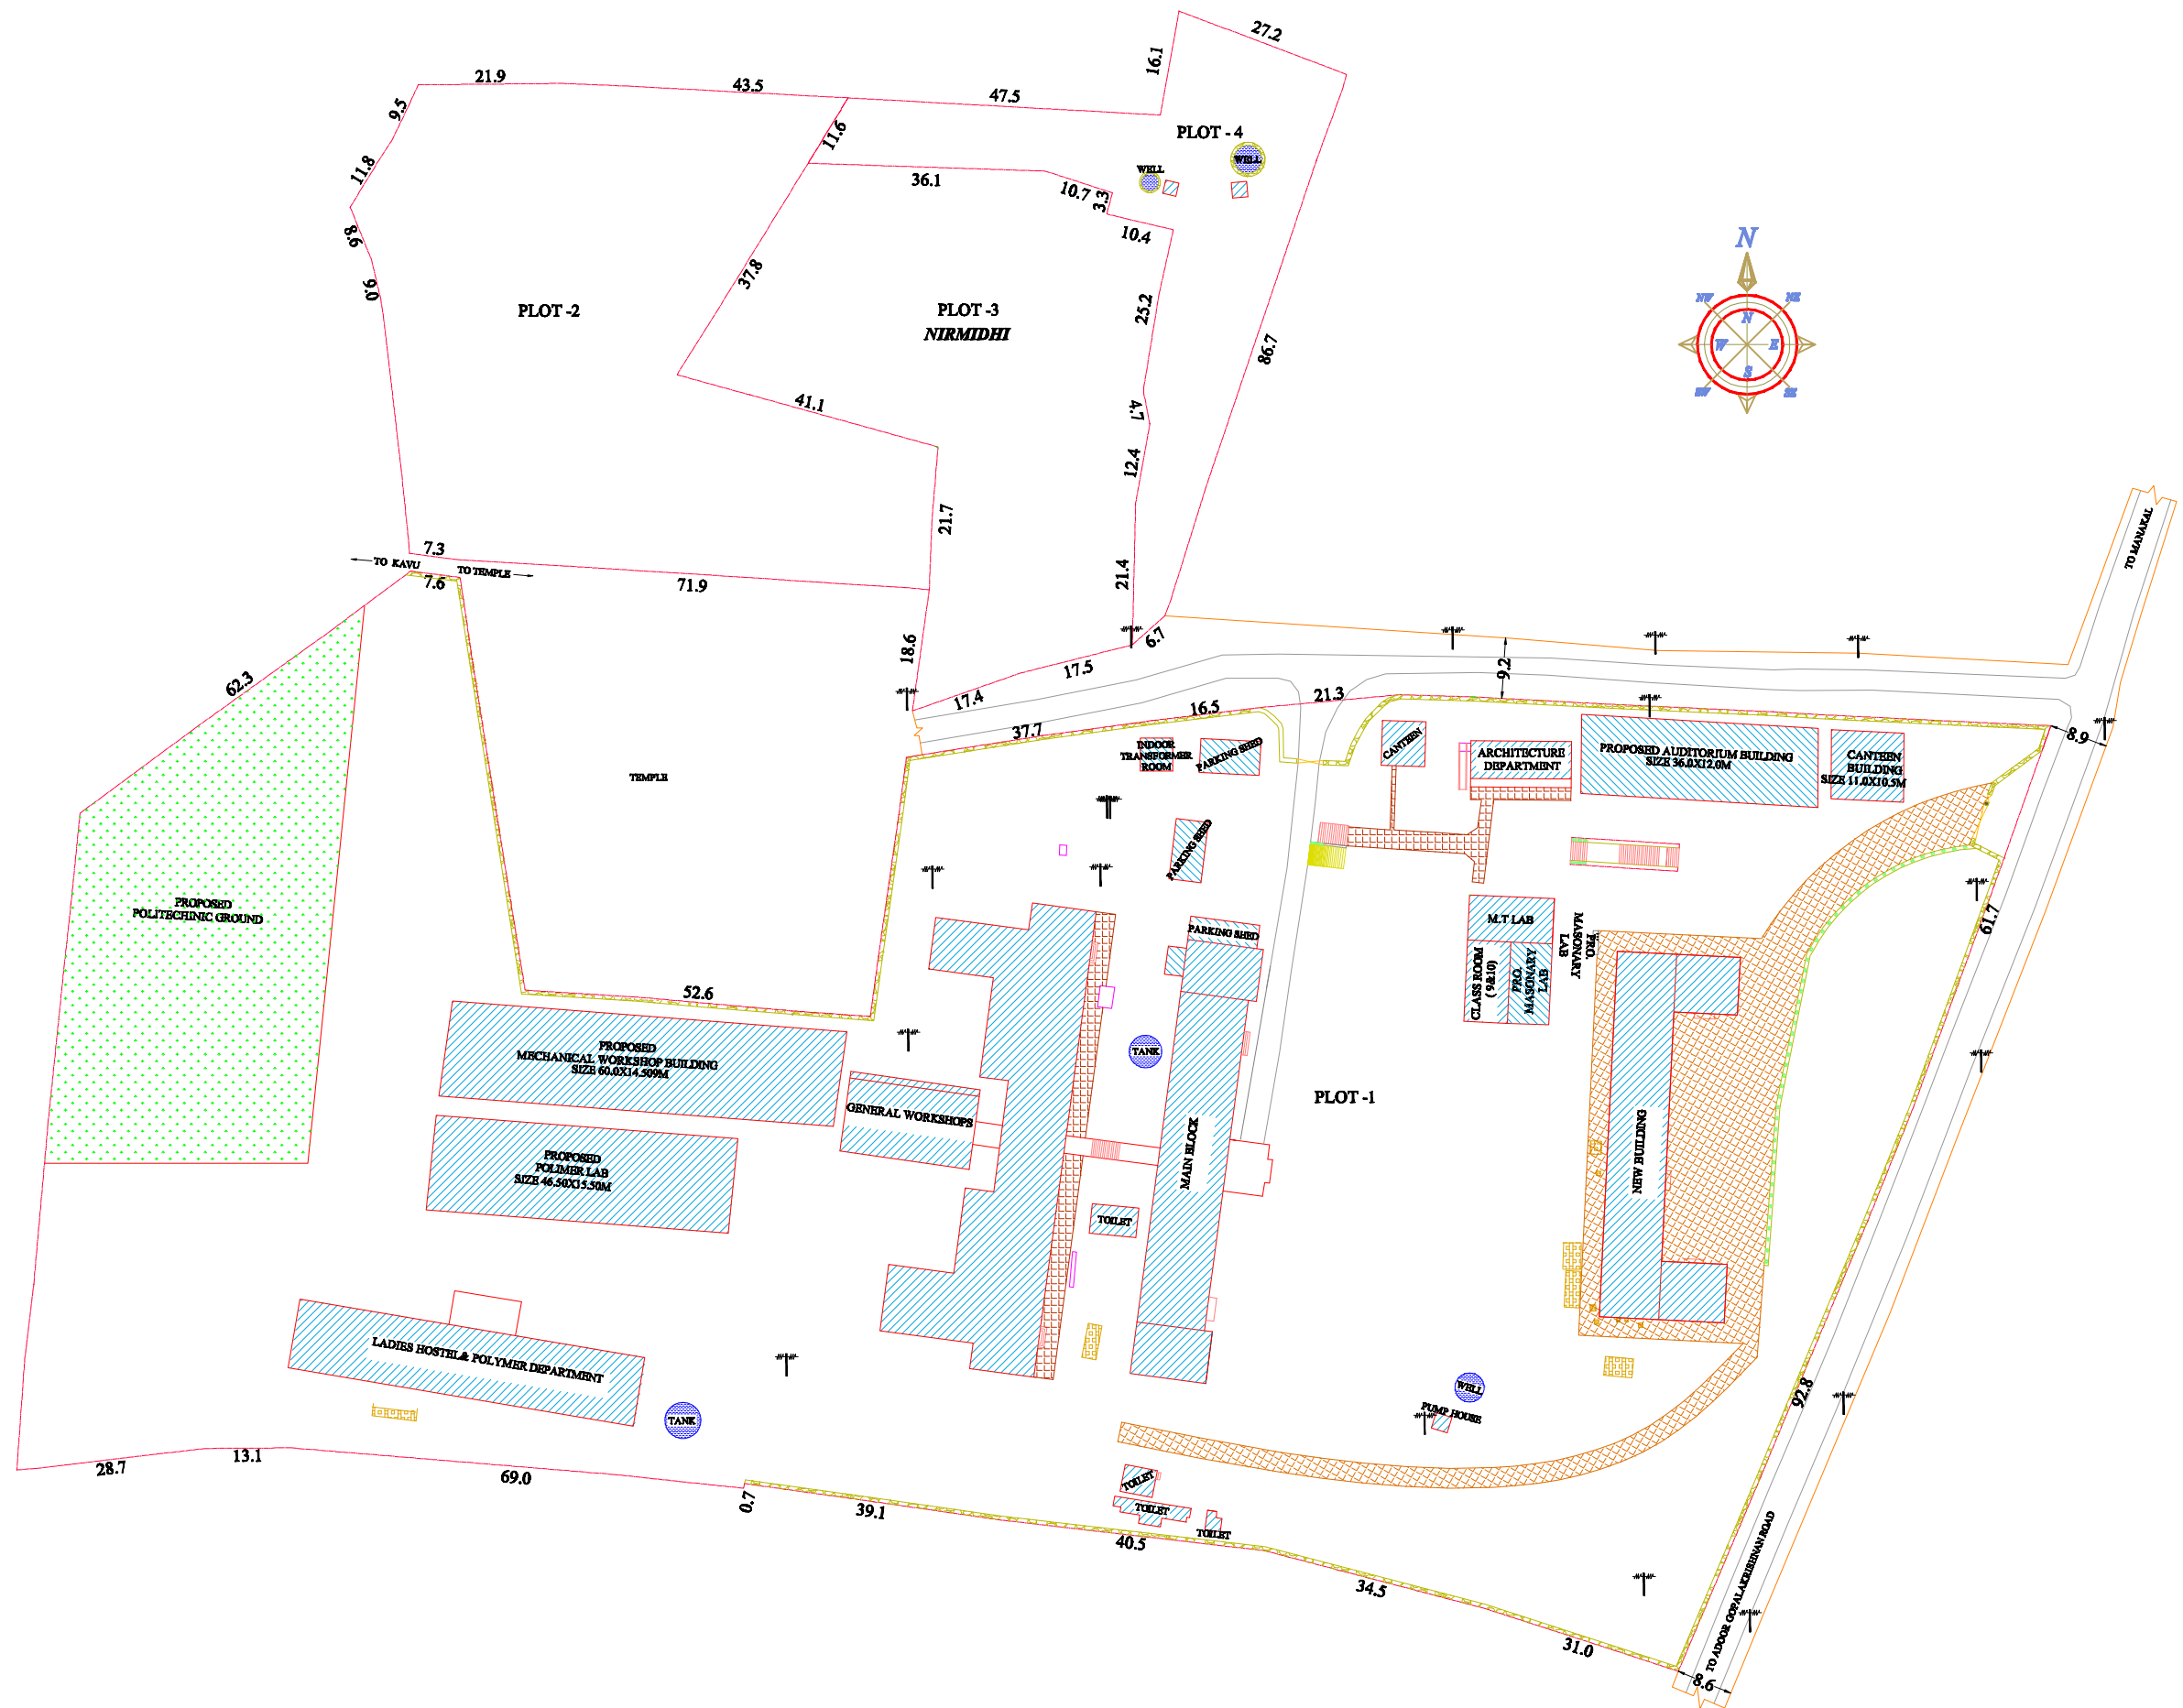 27.2
16.1
21.9
43.5
47.5
9.5
11.6
PLOT - 4
WELL
WELL
11.8
36.1
10.7
3.3
10.4
8.6
9.0
37.8
25.2
PLOT -2
PLOT -3
NIRMIDHI
86.7
N
NW
NE
N
W
E
S
SW
SE
41.1
4.7
12.4
21.7
21.4
TO MANAKAL
7.3
TO KAVU
TO TEMPLE
7.6
71.9
18.6
6.7
17.5
17.4
9.2
62.3
21.3
16.5
37.7
8.9
TEMPLE
INDOOR
TRANSFORMER
ROOM
PARKING SHED
CANTEEN
ARCHITECTURE
DEPARTMENT
PROPOSED AUDITORIUM BUILDING
SIZE 36.0X12.0M
CANTEEN
BUILDING
SIZE 11.0X10.5M
PARKING SHED
PROPOSED
POLITECHNIC GROUND
PARKING SHED
M.T LAB
PRO.
MASONARY
LAB
CLASS ROOM
( 9&10)
PRO.
MASONARY
LAB
61.7
52.6
PROPOSED
MECHANICAL WORKSHOP BUILDING
SIZE 60.0X14.509M
TANK
GENERAL WORKSHOPS
PLOT -1
MAIN BLOCK
NEW BUILDING
PROPOSED
POLIMER LAB
SIZE 46.50X15.50M
TOILET
LADIES HOSTEL& POLYMER DEPARTMENT
TANK
WELL
PUMP HOUSE
92.8
28.7
13.1
69.0
0.7
39.1
TOILET
TOILET
TOILET
40.5
34.5
31.0
TO ADOOR GOPALAKRISHNAN ROAD
8.6